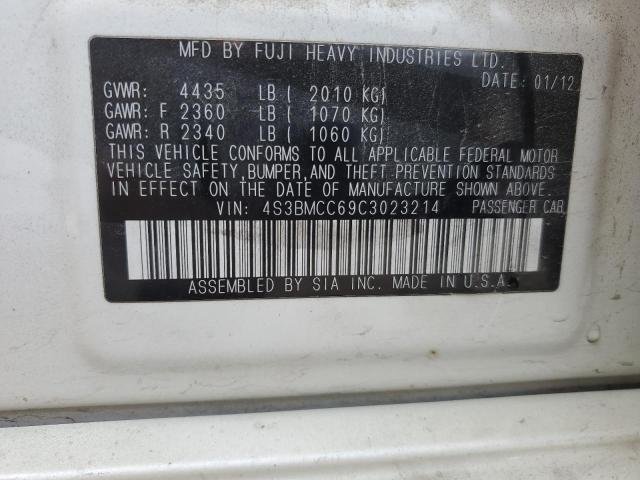 MFD BY FUJI HEAVY INDUSTRIES LTD.
DATE: 01/12
GVWR: 4435 LB ( 2010 KG)
GAWR: F 2360 LB ( 1070 KG)
GAWR: R 2340 LB ( 1060 KG)
THIS VEHICLE CONFORMS TO ALL APPLICABLE FEDERAL MOTOR
VEHICLE SAFETY, BUMPER, AND THEFT PREVENTION STANDARDS
IN EFFECT ON THE DATE OF MANUFACTURE SHOWN ABOVE.
VIN: 4S3BMCC69C3023214 PASSENGER CAR
ASSEMBLED BY SIA INC. MADE IN U.S.A.